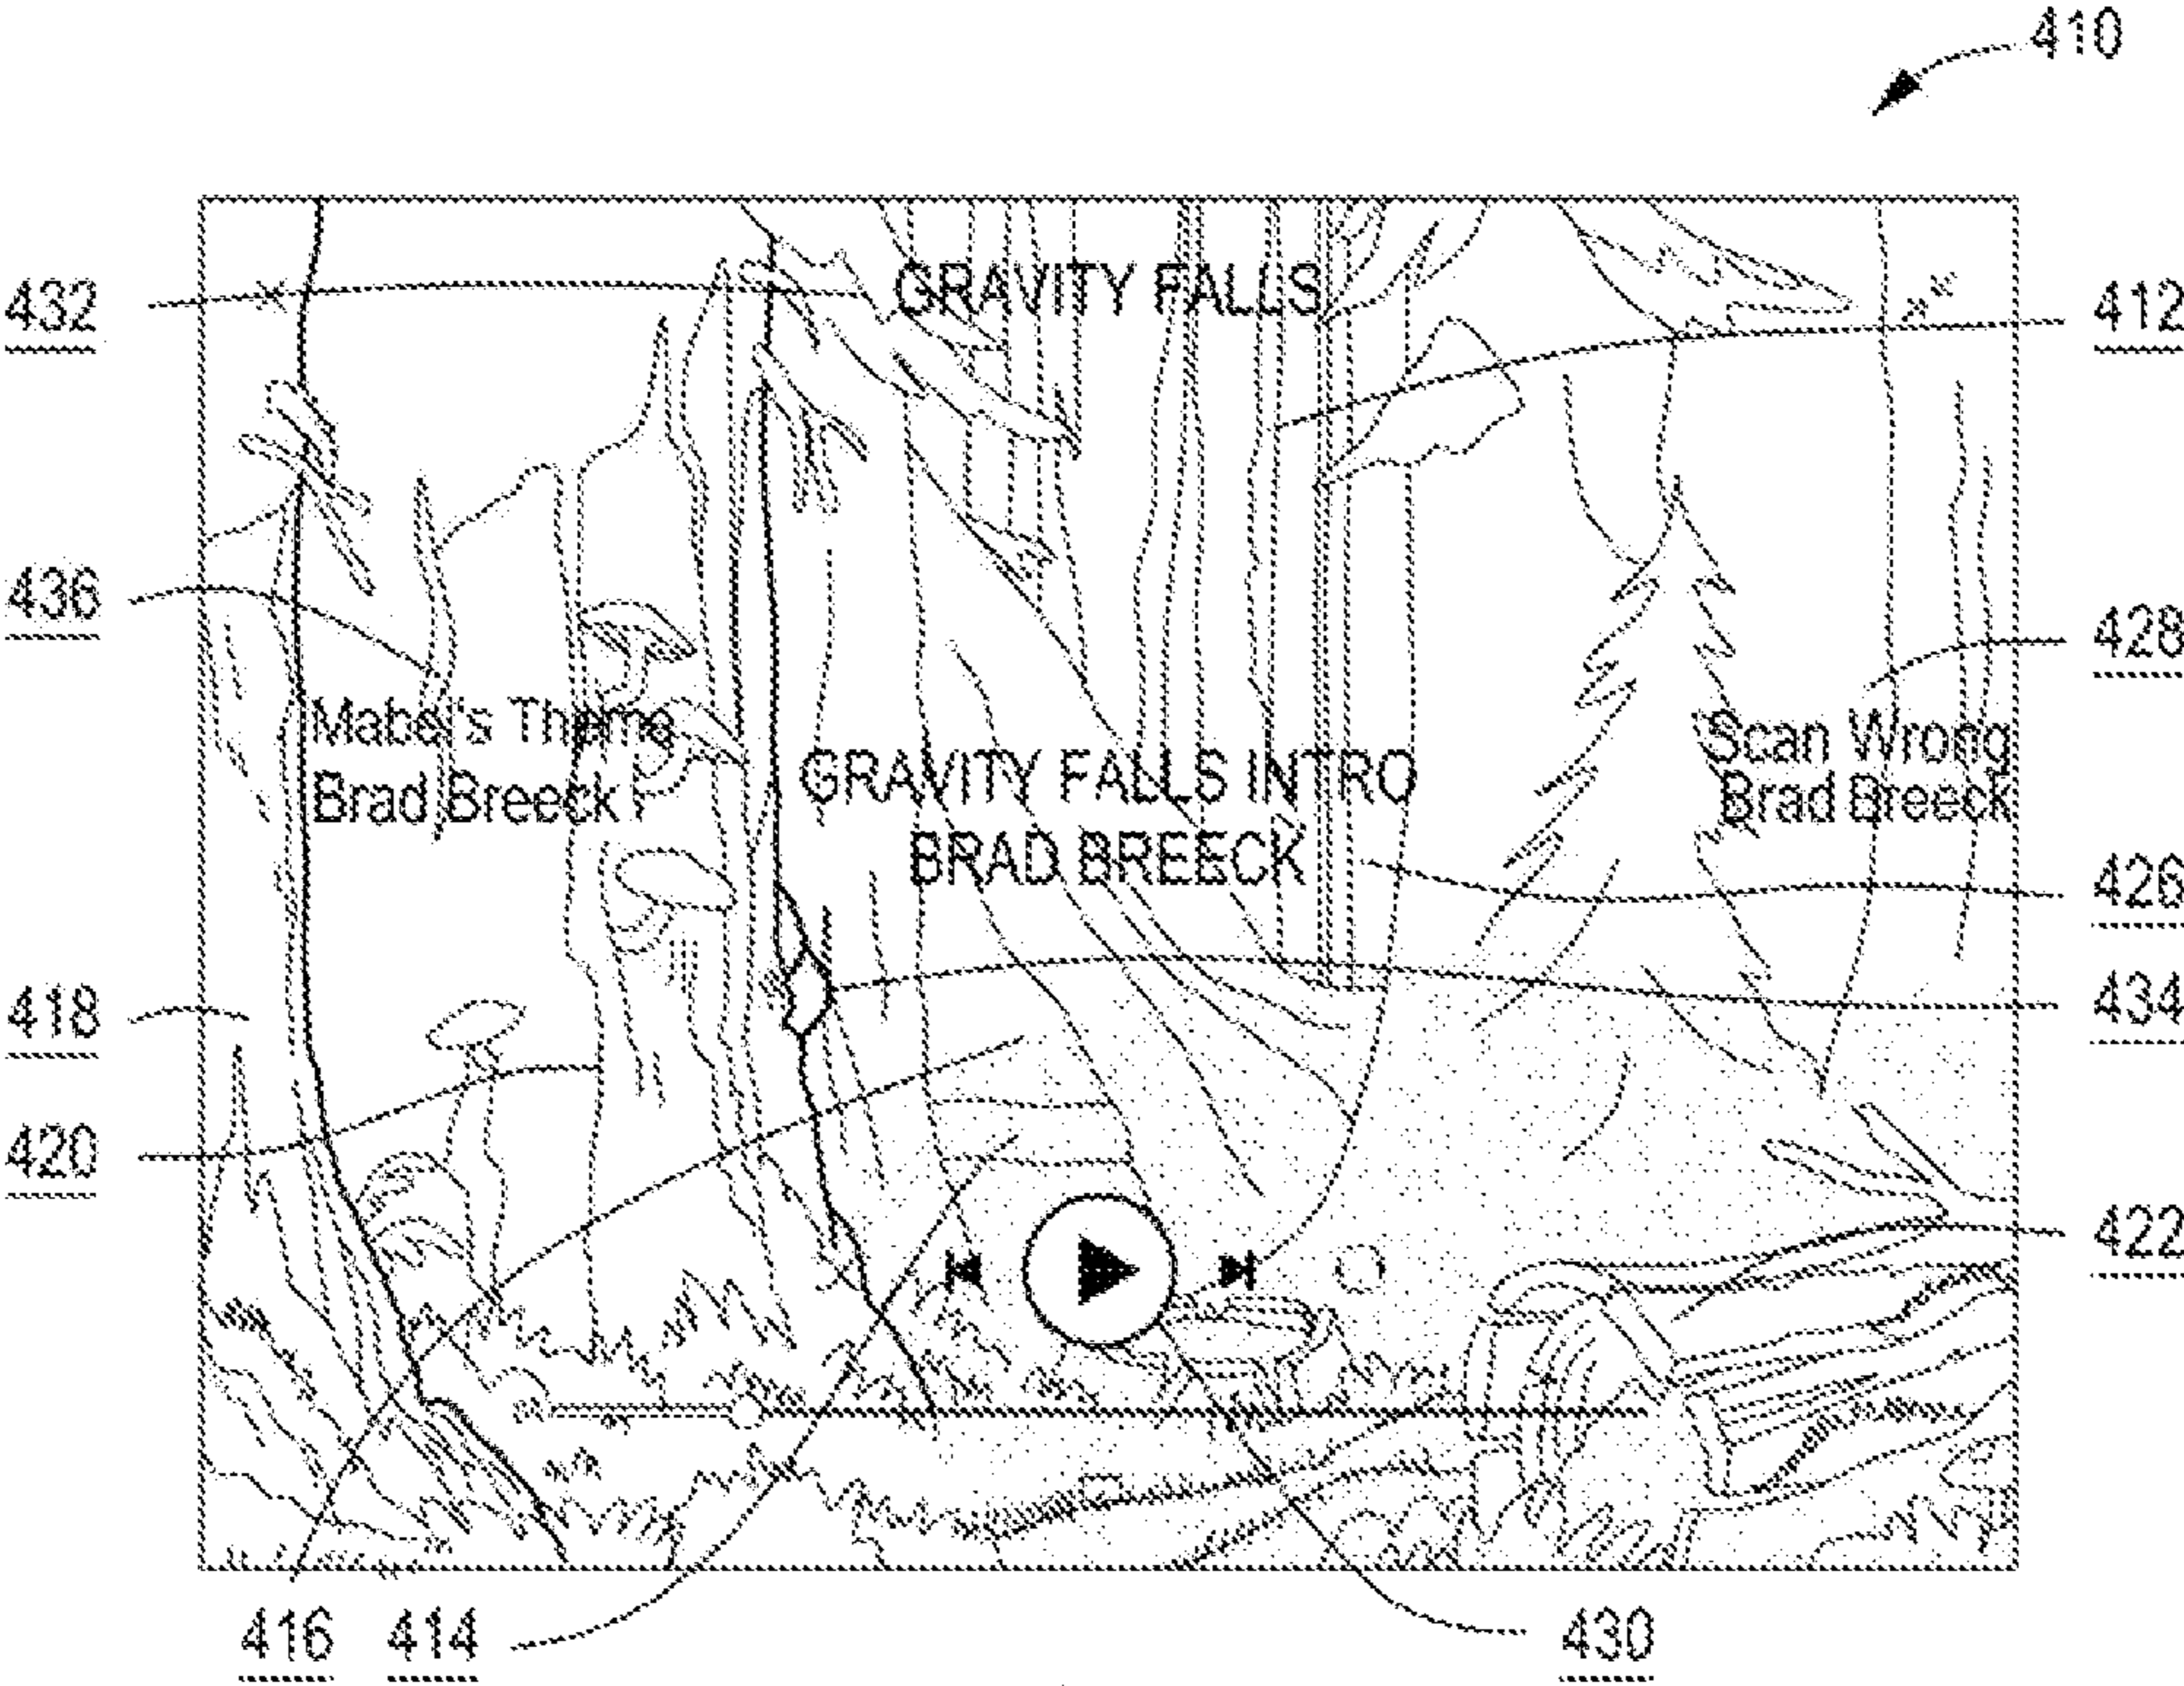 410
GRAVITY FALLS
432
412
436
428
Mabel's Theme
Brad Breeck
GRAVITY FALLS INTRO
BRAD BREECK
Scan Wrong
Brad Breeck
426
418
434
420
422
416
414
430